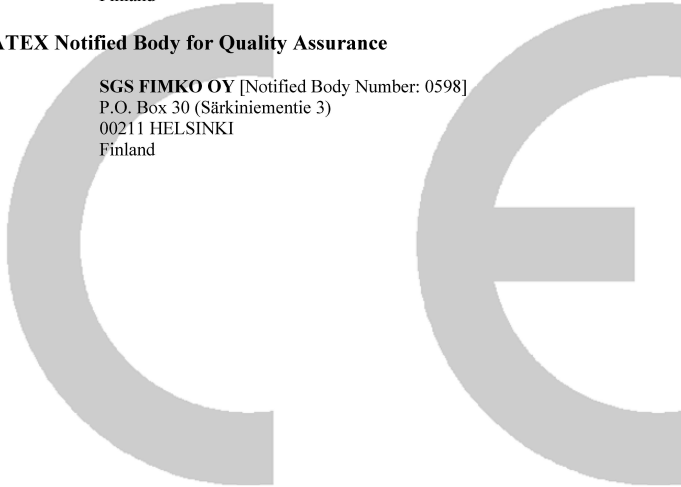 ATEX Notified Body for Quality Assurance
SGS FIMKO OY [Notified Body Number: 0598]
P.O. Box 30 (Särkiniementie 3)
00211 HELSINKI
Finland